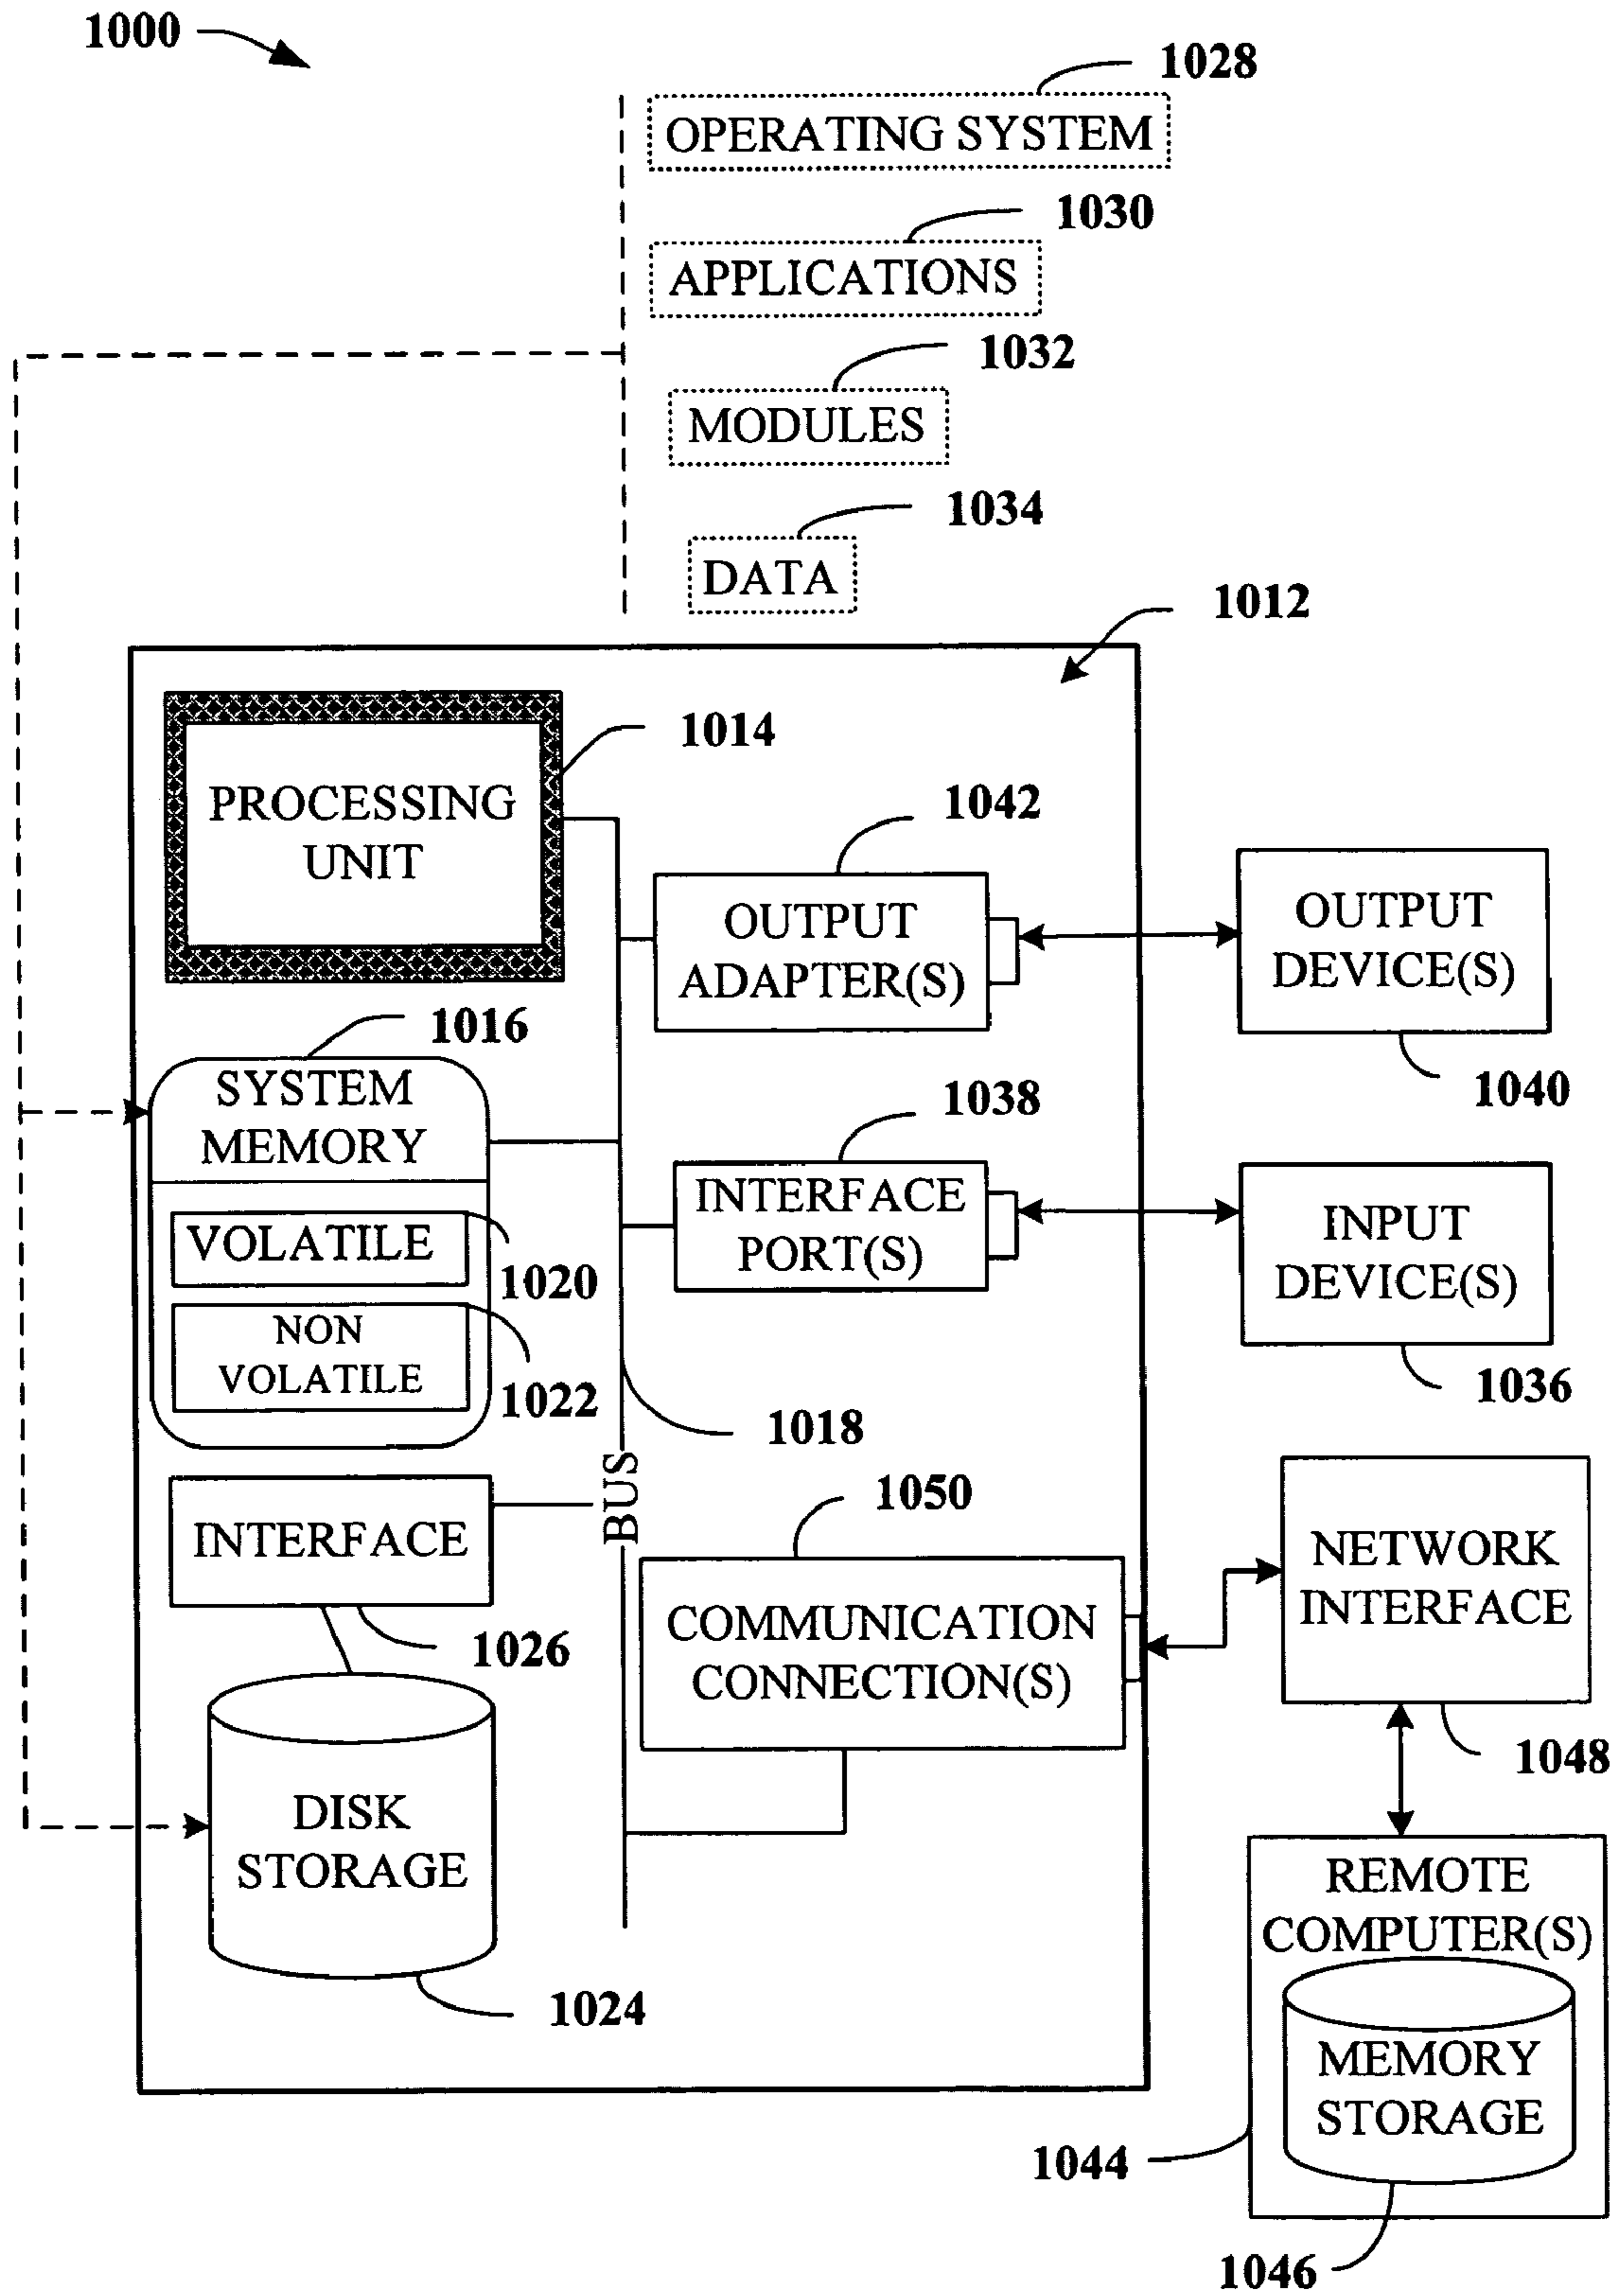 1000
1028
OPERATING SYSTEM
1030
APPLICATIONS
1032
MODULES
1034
DATA
1012
1014
PROCESSING
UNIT
1042
OUTPUT
ADAPTER(S)
OUTPUT
DEVICE(S)
1040
1016
SYSTEM
MEMORY
1038
INTERFACE
PORT(S)
INPUT
DEVICE(S)
1036
VOLATILE
1020
NON
VOLATILE
1022
1018
BUS
INTERFACE
1026
1050
COMMUNICATION
CONNECTION(S)
NETWORK
INTERFACE
1048
DISK
STORAGE
1024
REMOTE
COMPUTER(S)
MEMORY
STORAGE
1044
1046